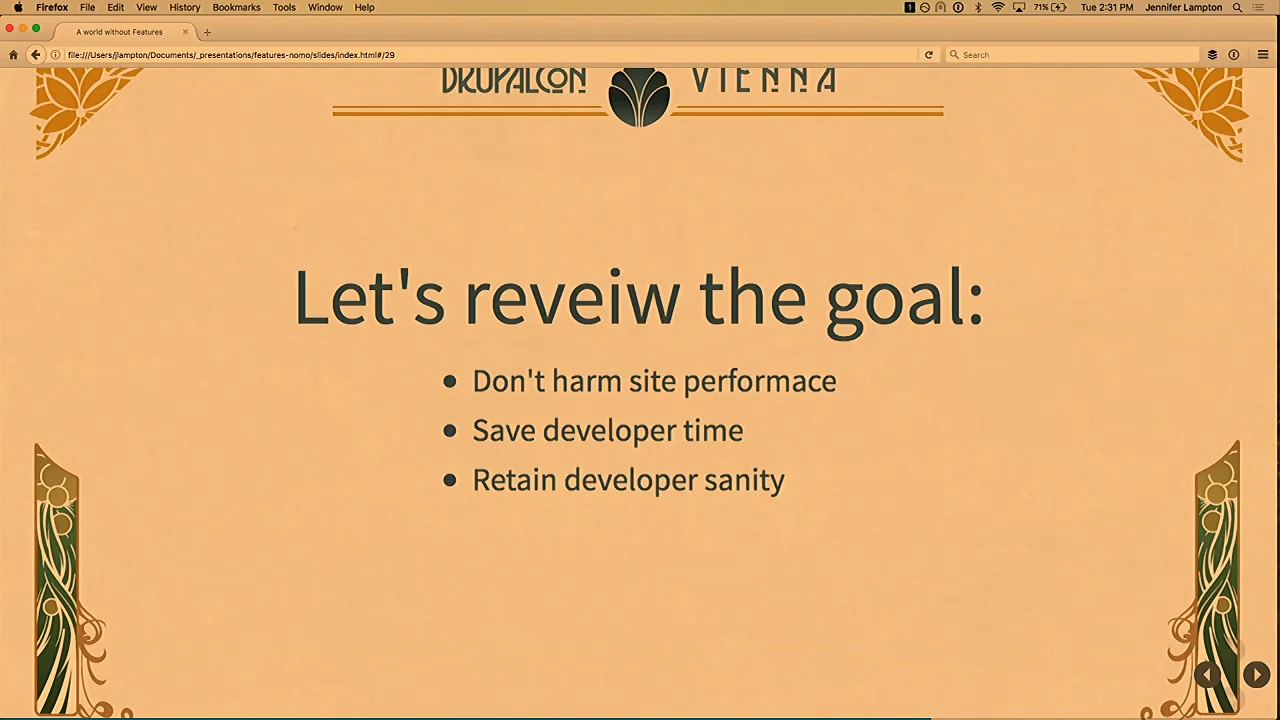 Firefox File Edit View History Bookmarks Tools Window Help 1 71% Tue 2:31 PM Jennifer Lampton
A world without Features
file:///Users/jlampton/Documents/_presentations/features-nomo/slides/index.html#/29 Search
DRUPALCON VIENNA
Let's reveiw the goal:
Don't harm site performace
Save developer time
Retain developer sanity